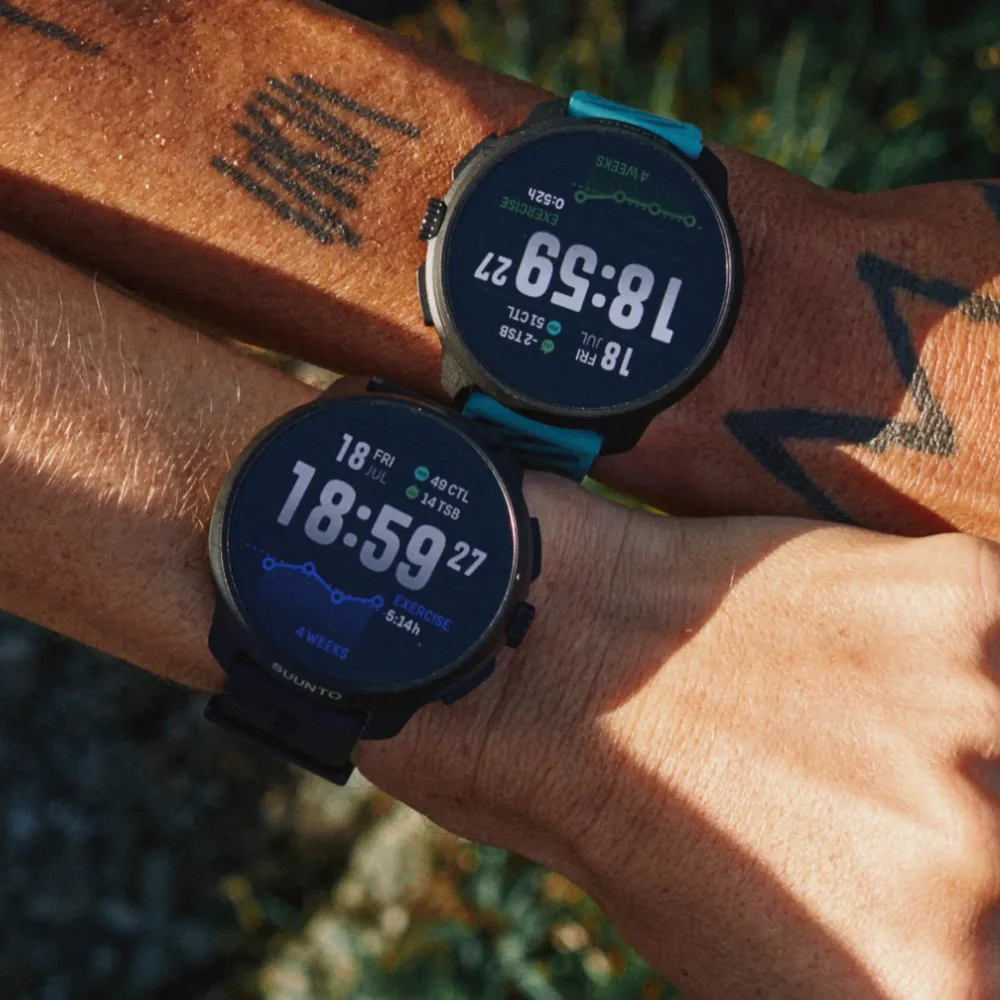 18 FRI
JUL
49 CTL
14 TSB
18:59 27
EXERCISE
5:14h
4 WEEKS
SUUNTO
18 FRI
JUL
-2 TSB
51 CTL
18:59 27
EXERCISE
0:52h
4 WEEKS